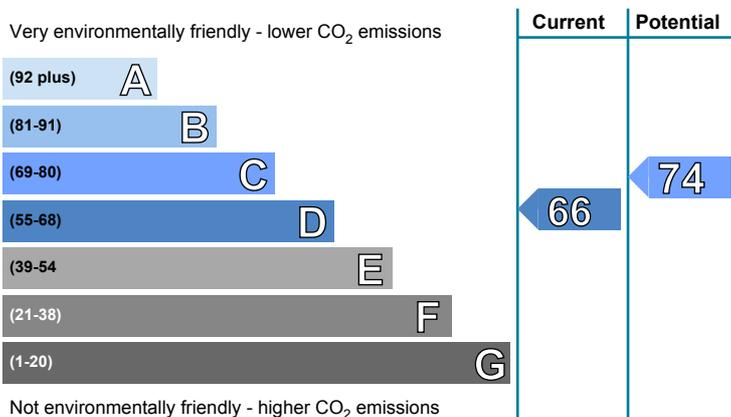 Current Potential
Very environmentally friendly - lower CO2 emissions
(92 plus) A
(81-91) B
(69-80) C
74
(55-68) D
66
(39-54 E
(21-38) F
(1-20) G
Not environmentally friendly - higher CO2 emissions